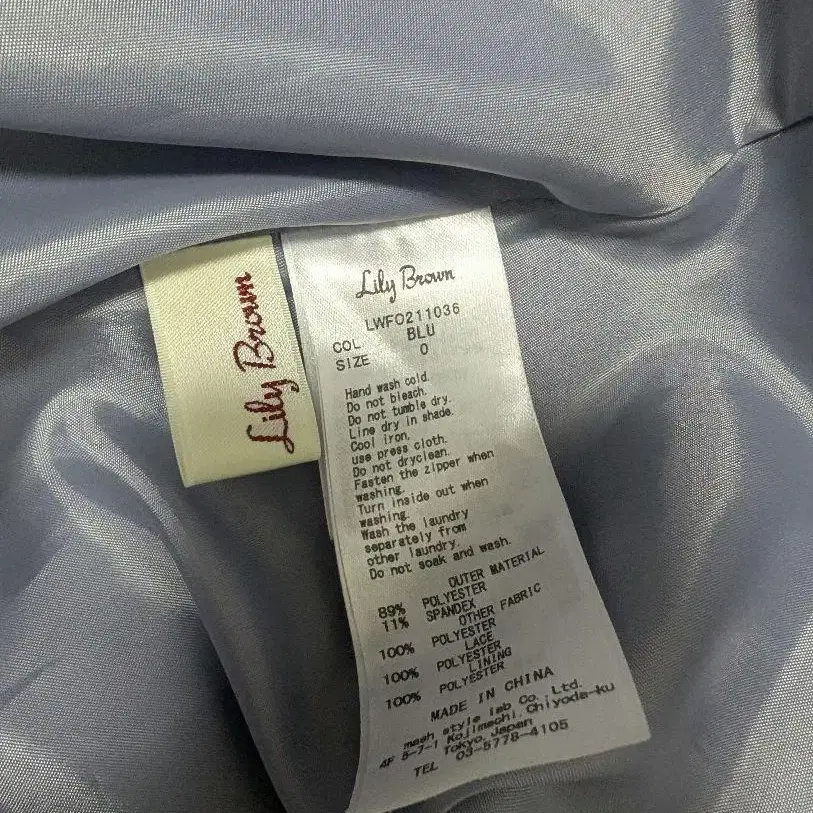 Lily Brown
Lily Brown
LWFO211036
COL BLU
SIZE 0
Hand wash cold.
Do not bleach.
Do not tumble dry.
Line dry in shade.
Cool iron.
use press cloth.
Do not dryclean.
Fasten the zipper when
washing.
Turn inside out when
washing.
Wash the laundry
separately from
other laundry.
Do not soak and wash.
OUTER MATERIAL
89% POLYESTER
11% SPANDEX
OTHER FABRIC
100% POLYESTER
LACE
100% POLYESTER
LINING
100% POLYESTER
MADE IN CHINA
mash style lab Co., Ltd.
4F 5-7-1 Kojimachi, Chiyoda-ku
Tokyo, Japan
TEL 03-5778-4105